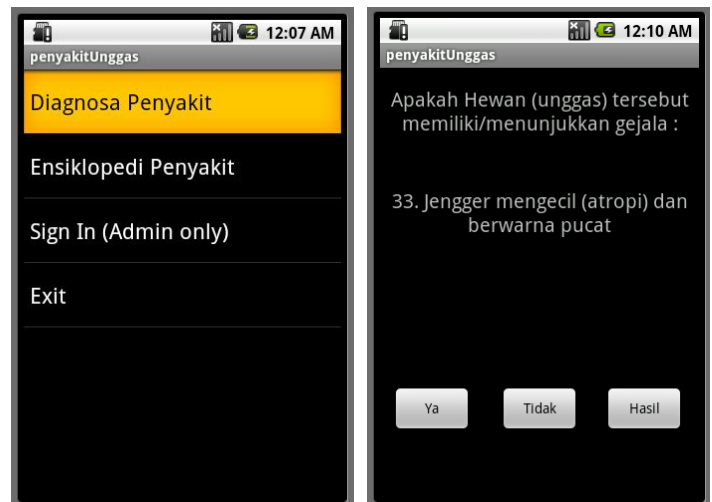 12:07 AM
penyakitUnggas
Diagnosa Penyakit
Ensiklopedi Penyakit
Sign In (Admin only)
Exit
12:10 AM
penyakitUnggas
Apakah Hewan (unggas) tersebut
memiliki/menunjukkan gejala :
33. Jengger mengecil (atropi) dan
berwarna pucat
Ya
Tidak
Hasil